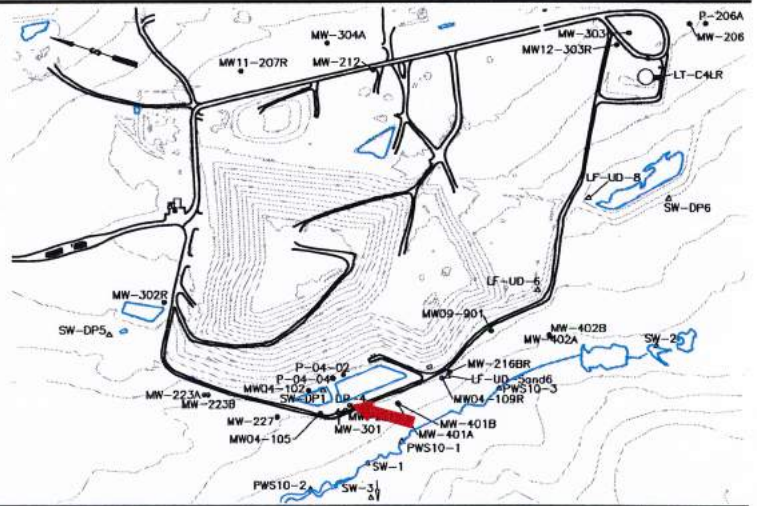 P-206A
MW-304A
MW-303
MW-206
MW12-303R
MW11-207R
MW-212
LT-C4LR
LF-UD-8
SW-DP6
LF-UD-6
MW-302R
MW09-901
SW-DP5
MW-402B
MW-402A
SW-2
P-04-02
MW-216BR
P-04-04
LF-UD-Sand6
MW04-102
PWS10-3
MW-223A
SW-DP1
DP-4
MW04-109R
MW-223B
MW-227
MW-401B
MW-301
MW-401A
MW04-105
PWS10-1
SW-1
PWS10-2
SW-3